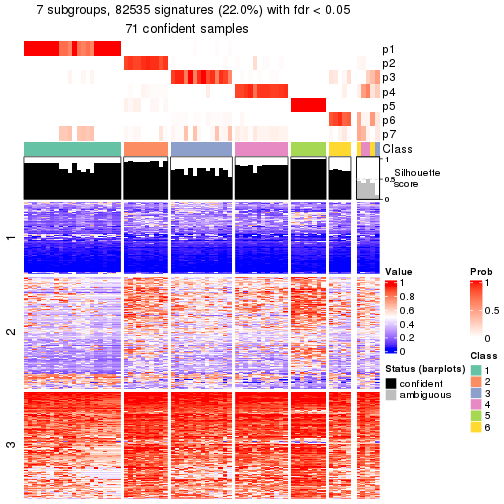 7 subgroups, 82535 signatures (22.0%) with fdr < 0.05
71 confident samples
p1
p2
p3
p4
p5
p6
p7
Class
1
0.5
0
Silhouette
score
1
2
3
Value
1
0.8
0.6
0.4
0.2
0
Status (barplots)
confident
ambiguous
Prob
1
0.5
0
Class
1
2
3
4
5
6